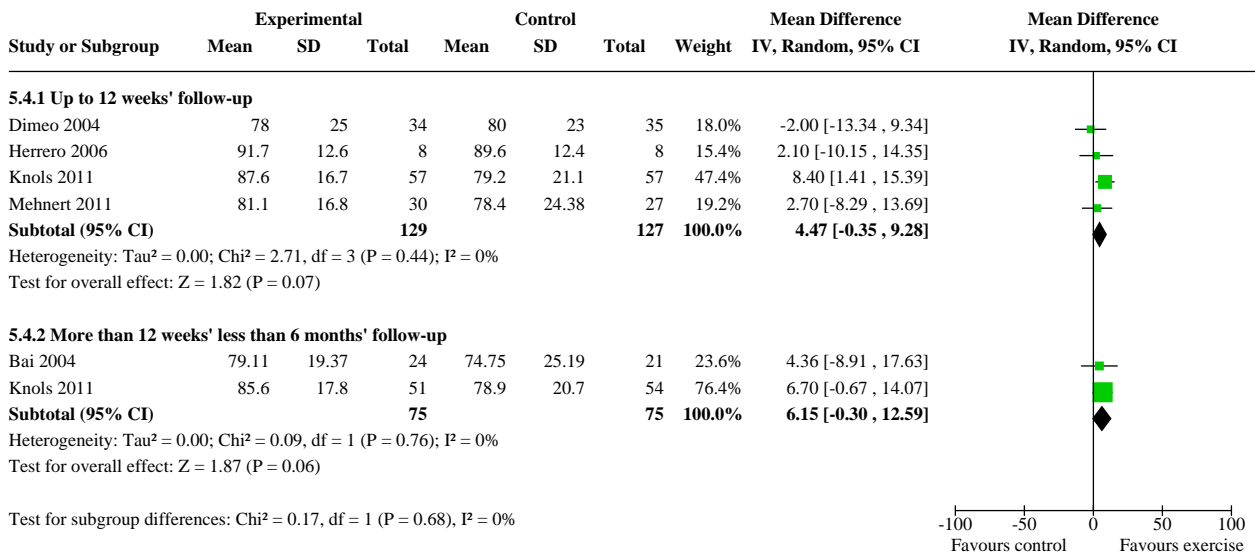 Experimental Control Mean Difference Mean Difference
Study or Subgroup Mean SD Total Mean SD Total Weight IV, Random, 95% CI IV, Random, 95% CI
5.4.1 Up to 12 weeks' follow-up
Dimeo 2004 78 25 34 80 23 35 18.0% -2.00 [-13.34 , 9.34]
Herrero 2006 91.7 12.6 8 89.6 12.4 8 15.4% 2.10 [-10.15 , 14.35]
Knols 2011 87.6 16.7 57 79.2 21.1 57 47.4% 8.40 [1.41 , 15.39]
Mehnert 2011 81.1 16.8 30 78.4 24.38 27 19.2% 2.70 [-8.29 , 13.69]
Subtotal (95% CI) 129 127 100.0% 4.47 [-0.35 , 9.28]
Heterogeneity: Tau² = 0.00; Chi² = 2.71, df = 3 (P = 0.44); I² = 0%
Test for overall effect: Z = 1.82 (P = 0.07)
5.4.2 More than 12 weeks' less than 6 months' follow-up
Bai 2004 79.11 19.37 24 74.75 25.19 21 23.6% 4.36 [-8.91 , 17.63]
Knols 2011 85.6 17.8 51 78.9 20.7 54 76.4% 6.70 [-0.67 , 14.07]
Subtotal (95% CI) 75 75 100.0% 6.15 [-0.30 , 12.59]
Heterogeneity: Tau² = 0.00; Chi² = 0.09, df = 1 (P = 0.76); I² = 0%
Test for overall effect: Z = 1.87 (P = 0.06)
Test for subgroup differences: Chi² = 0.17, df = 1 (P = 0.68), I² = 0%
-100 -50 0 50 100
Favours control Favours exercise